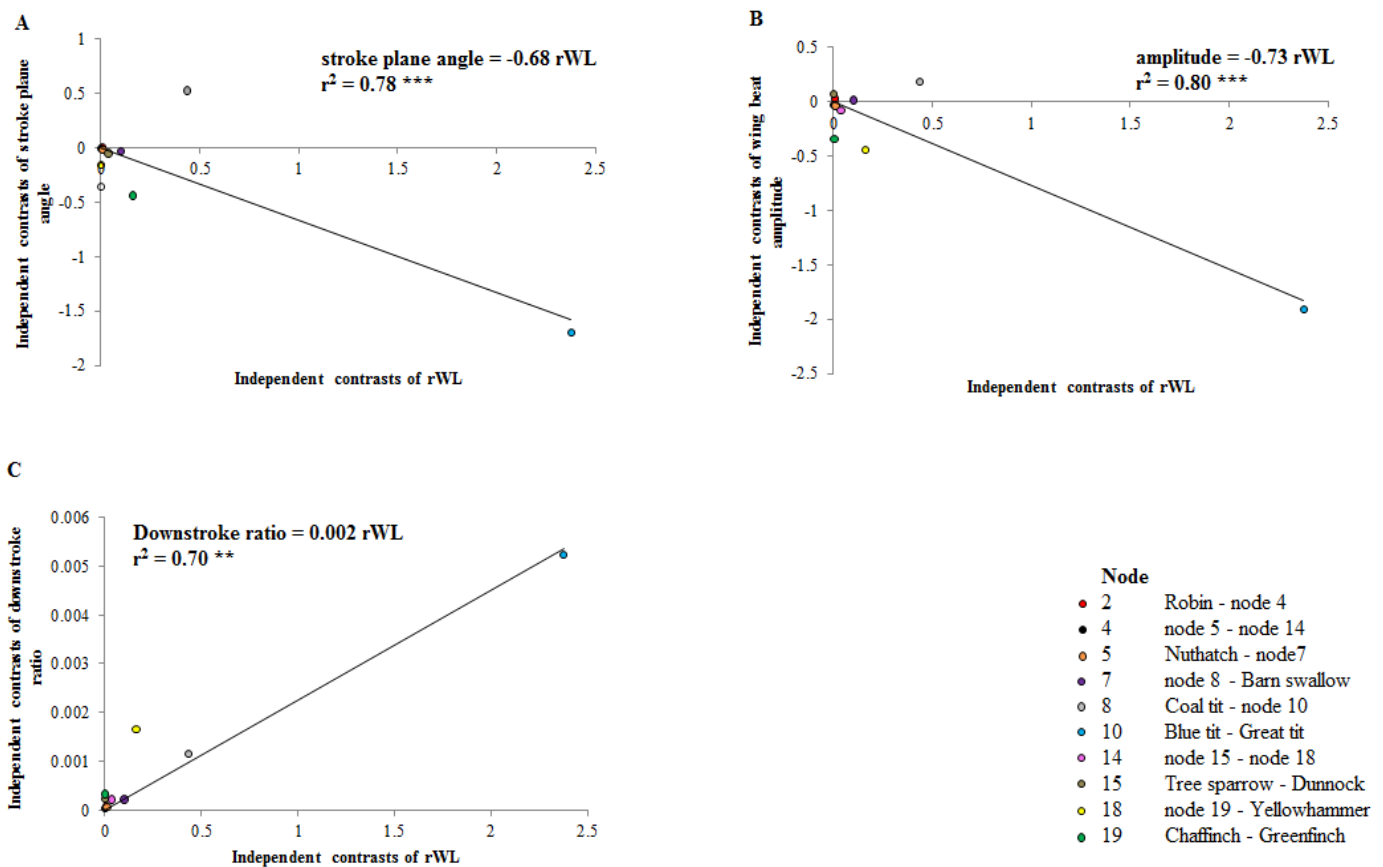 A
stroke plane angle = -0.68 rWL
r² = 0.78 ***
1
0.5
0
-0.5
-1
-1.5
-2
0
0.5
1
1.5
2
2.5
Independent contrasts of stroke plane
angle
Independent contrasts of rWL
B
amplitude = -0.73 rWL
r² = 0.80 ***
0.5
0
-0.5
-1
-1.5
-2
-2.5
0
0.5
1
1.5
2
2.5
Independent contrasts of wing beat
amplitude
Independent contrasts of rWL
C
Downstroke ratio = 0.002 rWL
r² = 0.70 **
0.006
0.005
0.004
0.003
0.002
0.001
0
0
0.5
1
1.5
2
2.5
Independent contrasts of downstroke
ratio
Independent contrasts of rWL
Node
2 Robin - node 4
4 node 5 - node 14
5 Nuthatch - node7
7 node 8 - Barn swallow
8 Coal tit - node 10
10 Blue tit - Great tit
14 node 15 - node 18
15 Tree sparrow - Dunnock
18 node 19 - Yellowhammer
19 Chaffinch - Greenfinch